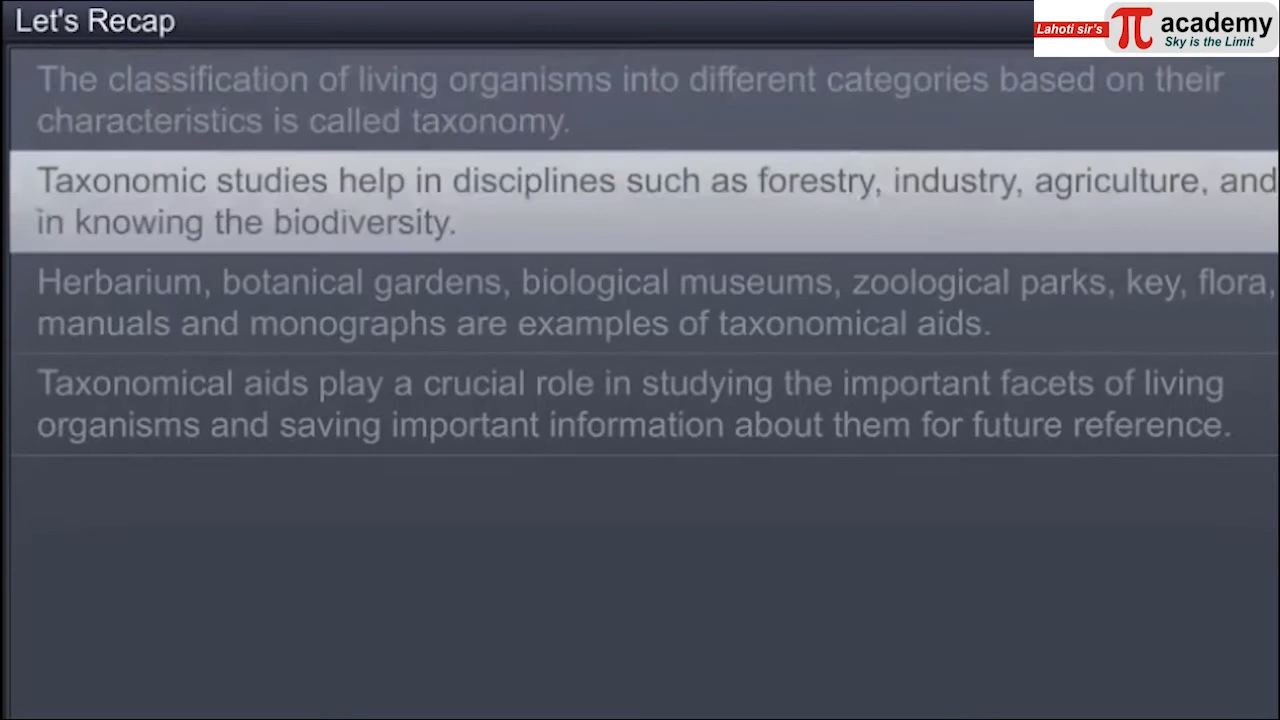 Let's Recap
Lahoti sir's
π academy
Sky is the Limit
The classification of living organisms into different categories based on their
characteristics is called taxonomy.
Taxonomic studies help in disciplines such as forestry, industry, agriculture, and
in knowing the biodiversity.
Herbarium, botanical gardens, biological museums, zoological parks, key, flora,
manuals and monographs are examples of taxonomical aids.
Taxonomical aids play a crucial role in studying the important facets of living
organisms and saving important information about them for future reference.